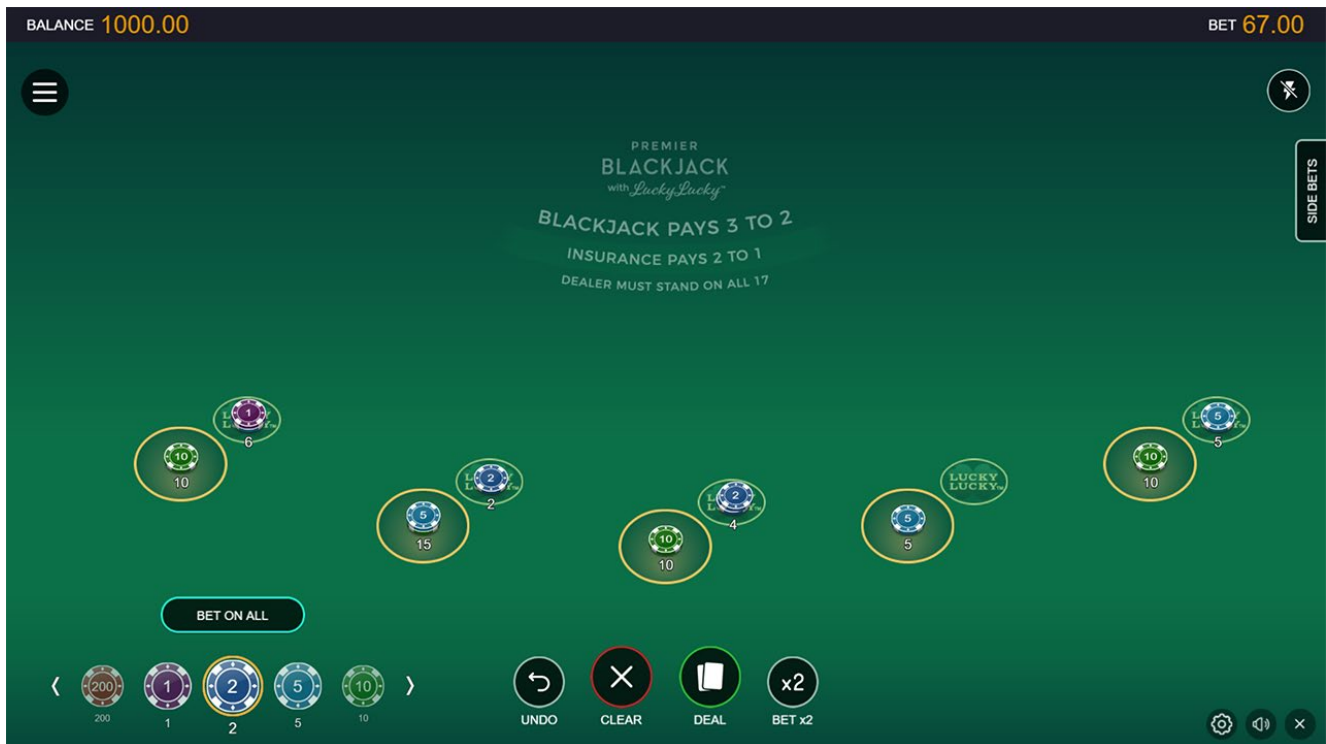 BALANCE 1000.00
BET 67.00
PREMIER
BLACKJACK
with Lucky Lucky™
BLACKJACK PAYS 3 TO 2
INSURANCE PAYS 2 TO 1
DEALER MUST STAND ON ALL 17
SIDE BETS
1
6
10
10
2
2
5
15
2
4
10
10
LUCKY
LUCKY™
5
5
5
5
10
10
BET ON ALL
200
1
2
5
10
200
1
2
5
10
x2
UNDO
CLEAR
DEAL
BET x2